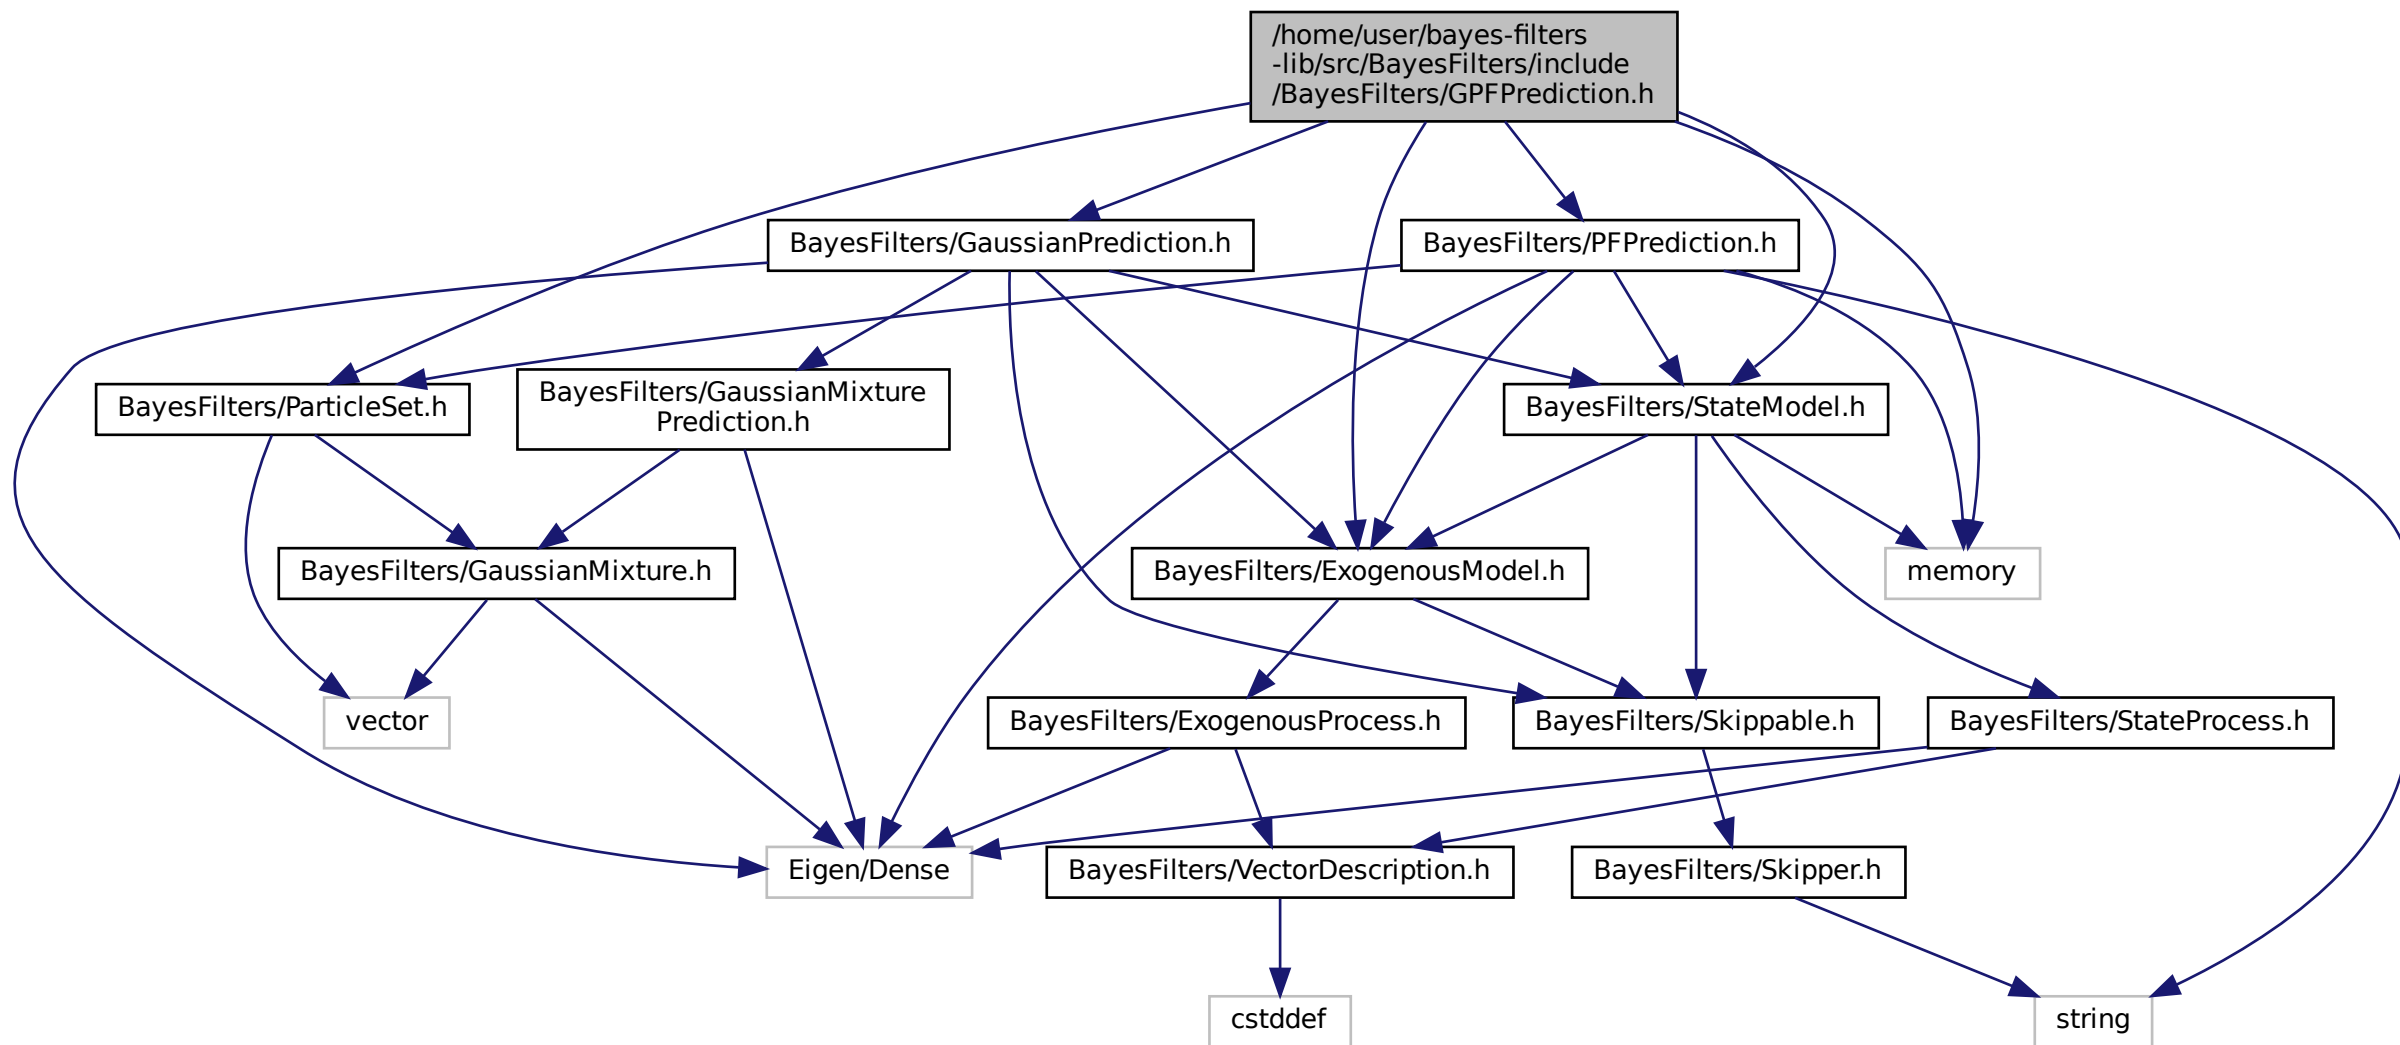 /home/user/bayes-filters
-lib/src/BayesFilters/include
/BayesFilters/GPFPrediction.h
BayesFilters/GaussianPrediction.h
BayesFilters/PFPrediction.h
BayesFilters/ParticleSet.h
BayesFilters/GaussianMixture
Prediction.h
BayesFilters/StateModel.h
BayesFilters/GaussianMixture.h
BayesFilters/ExogenousModel.h
memory
vector
BayesFilters/ExogenousProcess.h
BayesFilters/Skippable.h
BayesFilters/StateProcess.h
Eigen/Dense
BayesFilters/VectorDescription.h
BayesFilters/Skipper.h
cstddef
string